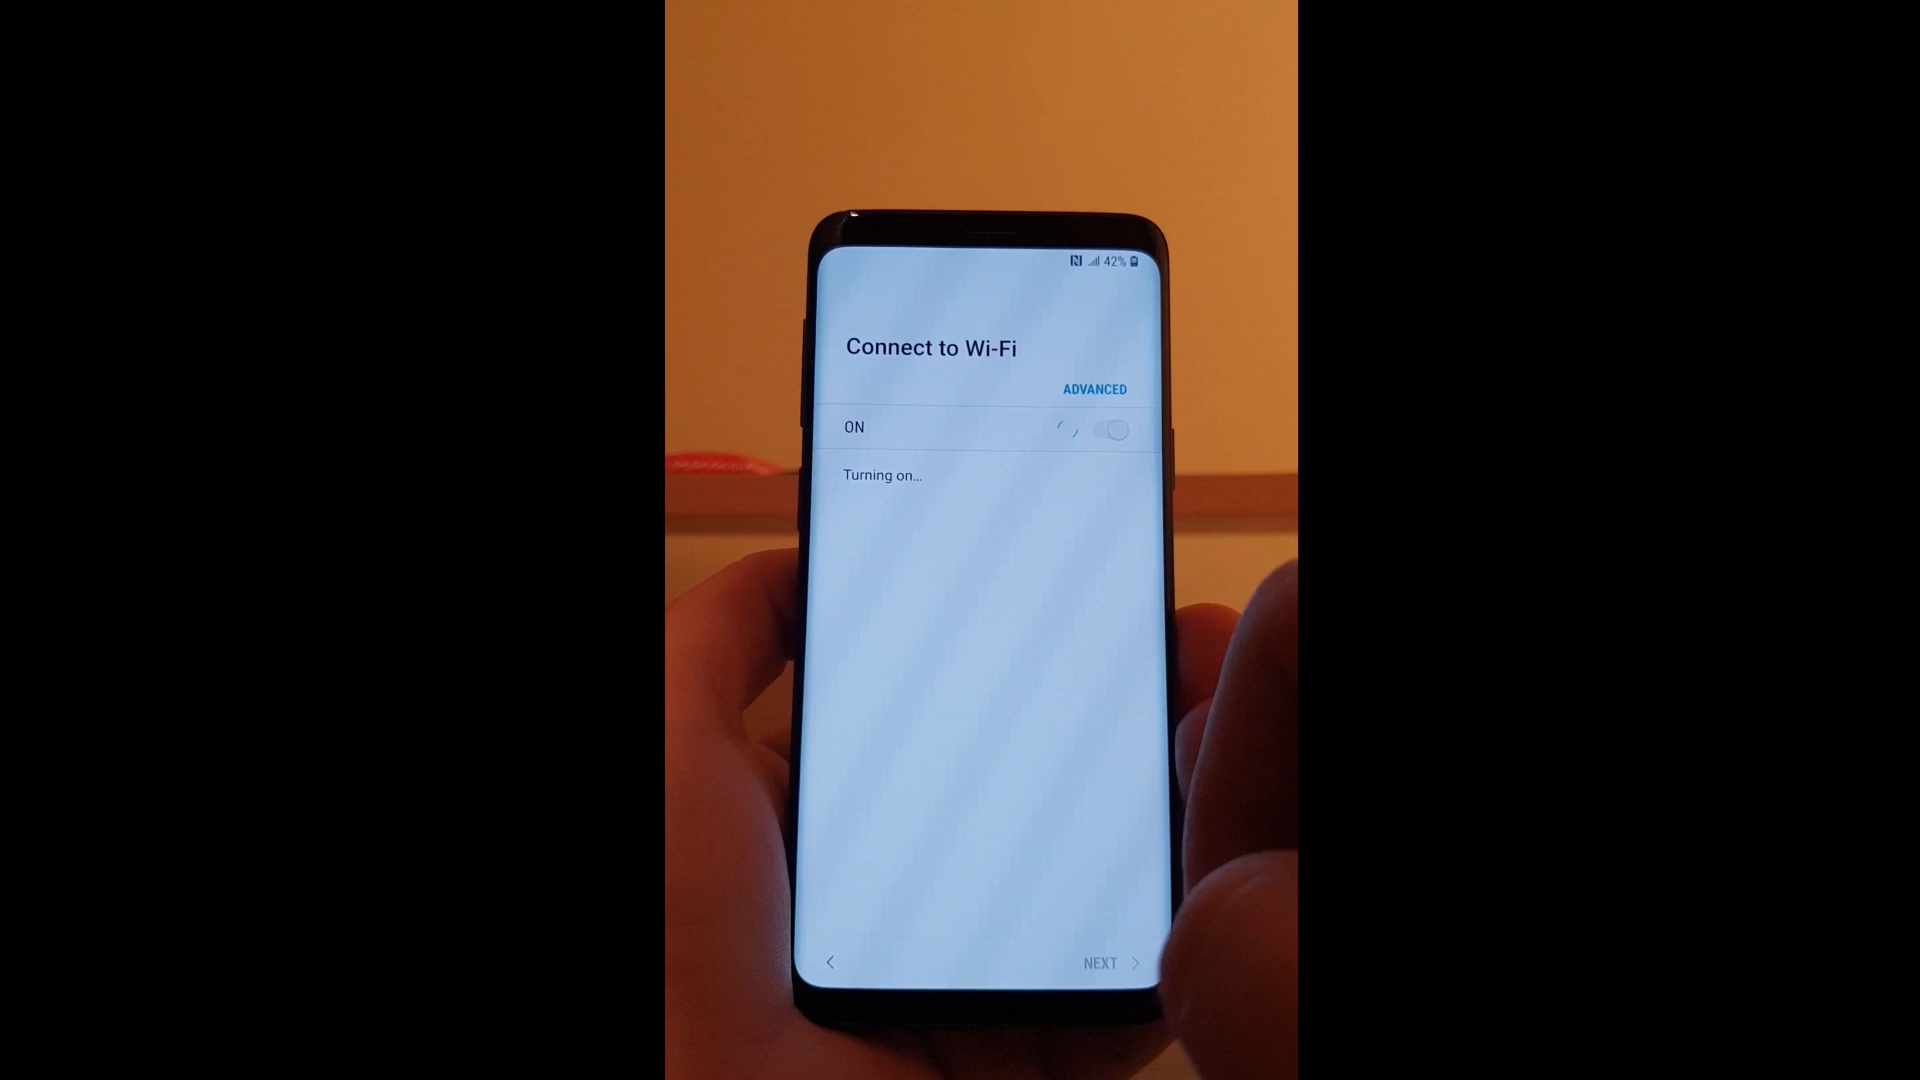 42%
Connect to Wi-Fi
ADVANCED
ON
Turning on...
NEXT